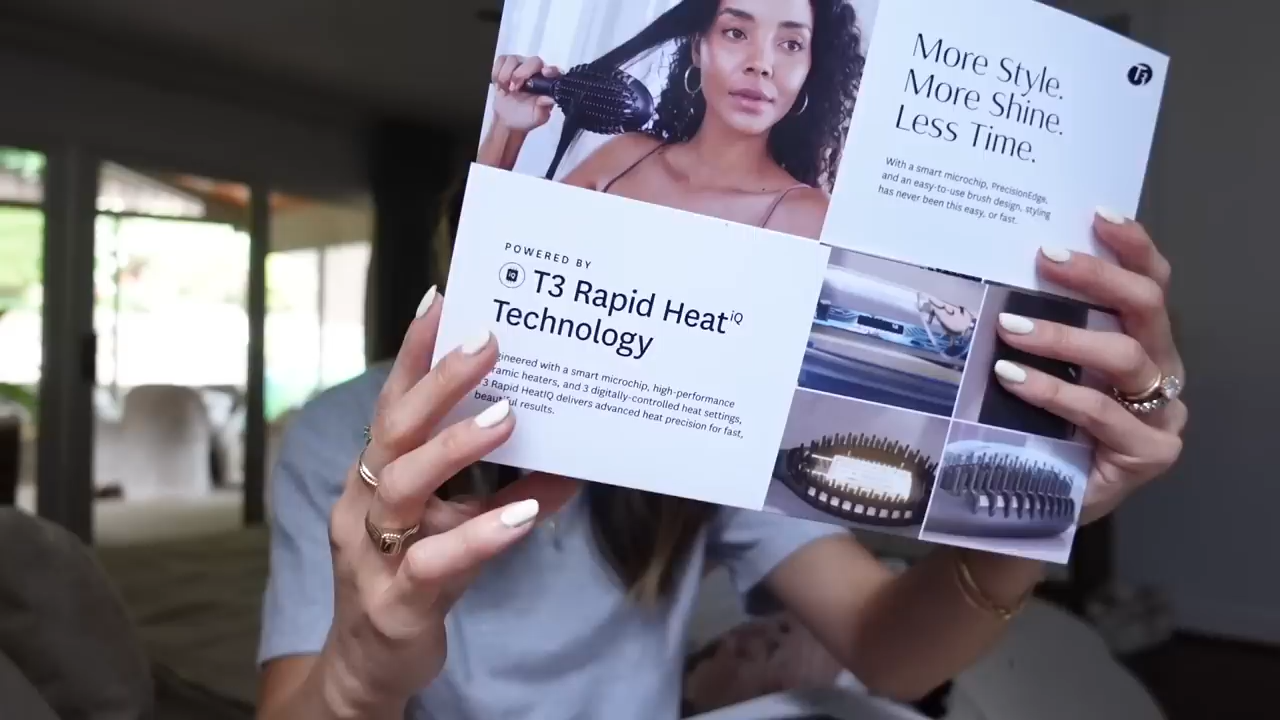 More Style.
More Shine.
Less Time.
With a smart microchip, PrecisionEdge,
and an easy-to-use brush design, styling
has never been this easy, or fast.
T3
POWERED BY
IQ T3 Rapid HeatIQ
Technology
gineered with a smart microchip, high-performance
ramic heaters, and 3 digitally-controlled heat settings,
3 Rapid HeatIQ delivers advanced heat precision for fast,
beautiful results.